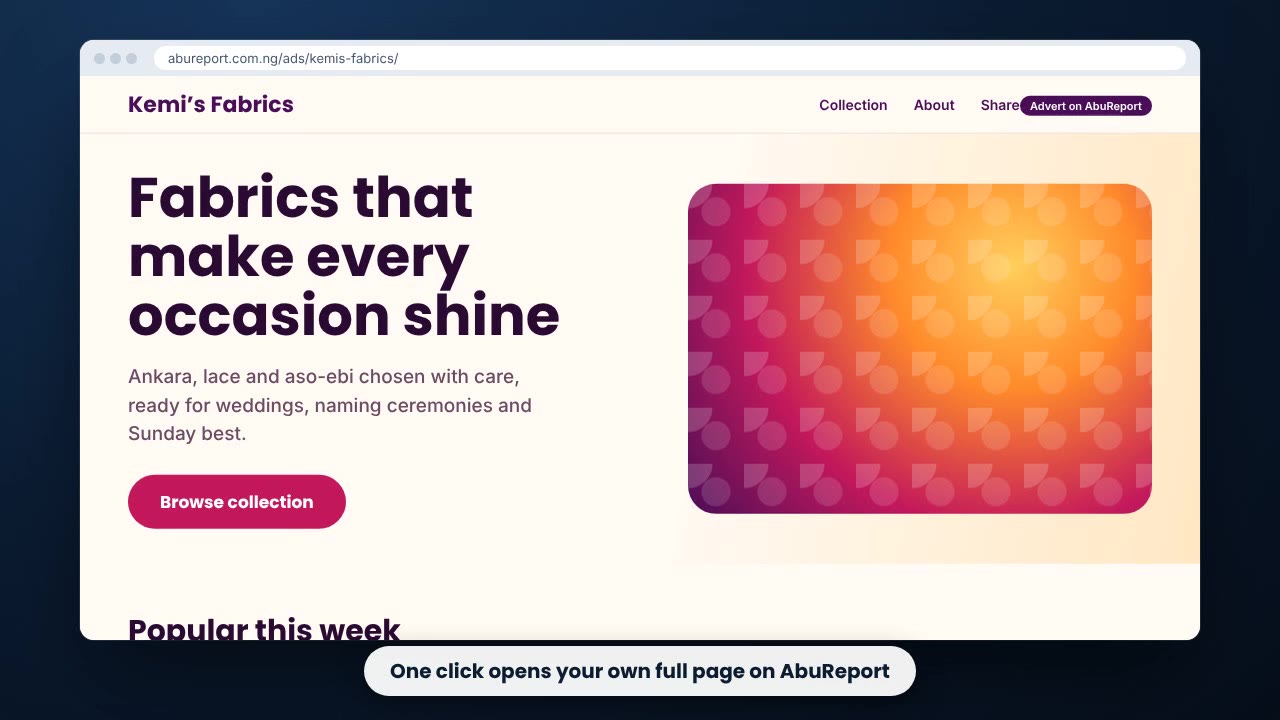 abureport.com.ng/ads/kemis-fabrics/
Kemi’s Fabrics
Collection About Share Advert on AbuReport
Fabrics that
make every
occasion shine
Ankara, lace and aso-ebi chosen with care,
ready for weddings, naming ceremonies and
Sunday best.
Browse collection
Popular this week
One click opens your own full page on AbuReport